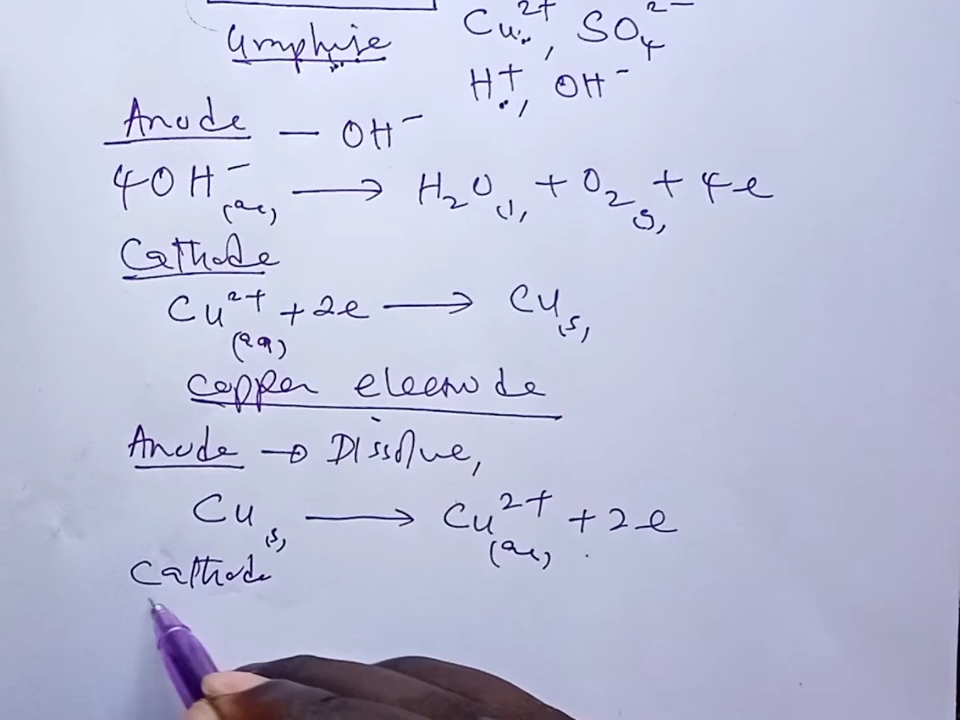 Graphite
Cu²⁺, SO₄²⁻
H⁺, OH⁻
Anode — OH⁻
4OH⁻(aq) ⟶ H₂O(l) + O₂(g) + 4e
Cathode
Cu²⁺(aq) + 2e ⟶ Cu(s)
Copper electrode
Anode → Dissolve,
Cu(s) ⟶ Cu²⁺(aq) + 2e
Cathode